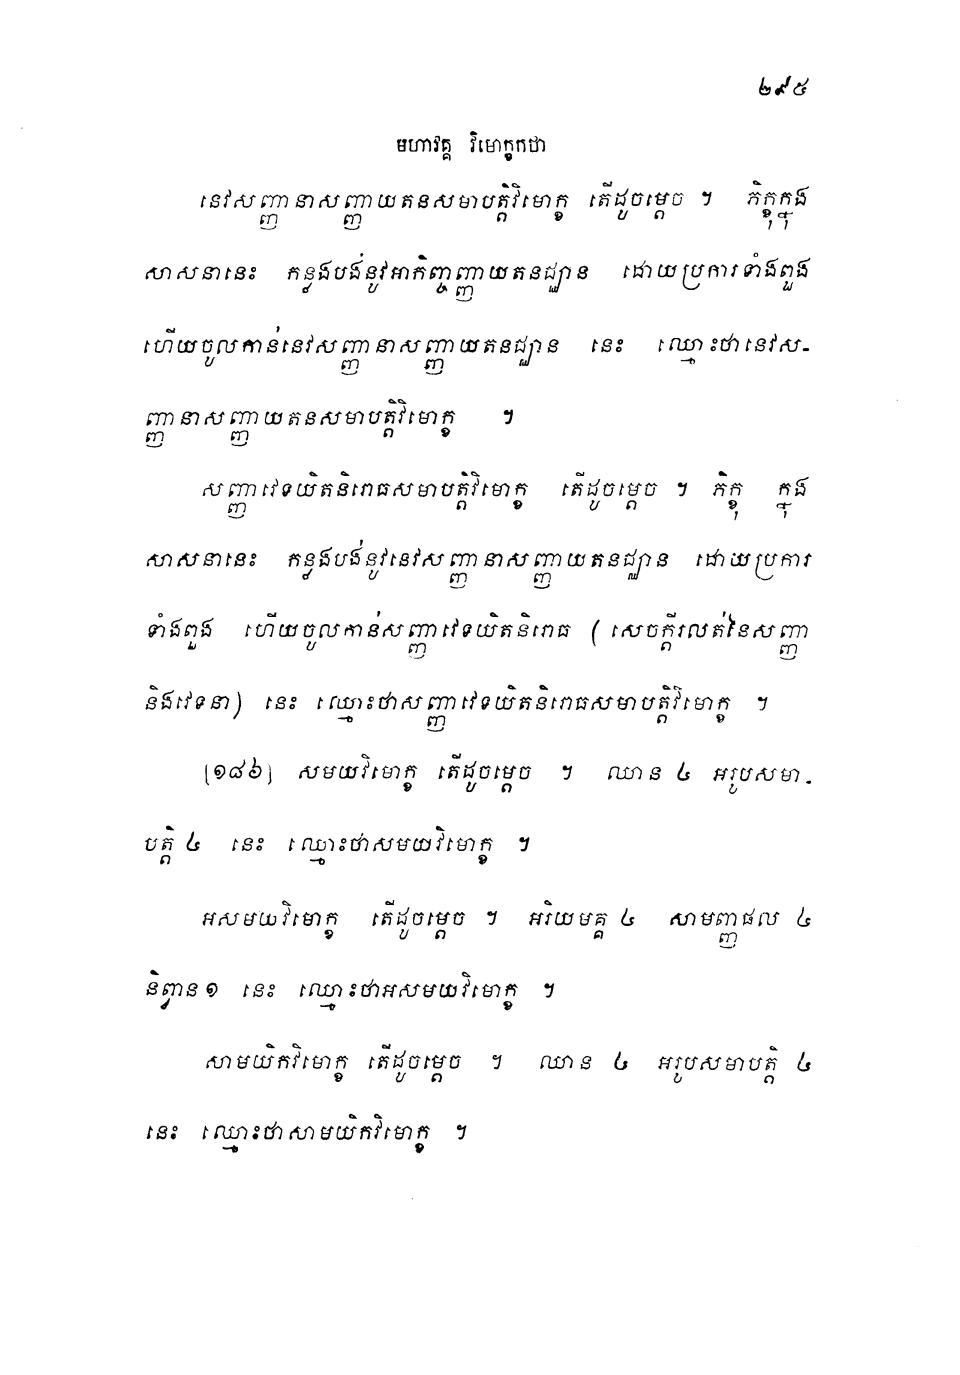 ២៩៥
មហាវគ្គ វិមោក្ខកថា
នេវសញ្ញានាសញ្ញាយតនសមាបត្តិវិមោក្ខ តើដូចម្តេច ។ ភិក្ខុក្នុង
សាសនានេះ កន្លងបង់នូវអាកិញ្ចញ្ញាយតនជ្ឈាន ដោយប្រការទាំងពួង
ហើយចូលកាន់នេវសញ្ញានាសញ្ញាយតនជ្ឈាន នេះ ឈ្មោះថានេវស-
ញ្ញានាសញ្ញាយតនសមាបត្តិវិមោក្ខ ។
សញ្ញាវេទយិតនិរោធសមាបត្តិវិមោក្ខ តើដូចម្តេច ។ ភិក្ខុ ក្នុង
សាសនានេះ កន្លងបង់នូវនេវសញ្ញានាសញ្ញាយតនជ្ឈាន ដោយប្រការ
ទាំងពួង ហើយចូលកាន់សញ្ញាវេទយិតនិរោធ (សេចក្តីរលត់នៃសញ្ញា
និងវេទនា) នេះ ឈ្មោះថាសញ្ញាវេទយិតនិរោធសមាបត្តិវិមោក្ខ ។
[១៨៦] សមយវិមោក្ខ តើដូចម្តេច ។ ឈាន ៤ អរូបសមា-
បត្តិ ៤ នេះ ឈ្មោះថាសមយវិមោក្ខ ។
អសមយវិមោក្ខ តើដូចម្តេច ។ អរិយមគ្គ ៤ សាមញ្ញផល ៤
និព្វាន១ នេះ ឈ្មោះថាអសមយវិមោក្ខ ។
សាមយិកវិមោក្ខ តើដូចម្តេច ។ ឈាន ៤ អរូបសមាបត្តិ ៤
នេះ ឈ្មោះថាសាមយិកវិមោក្ខ ។